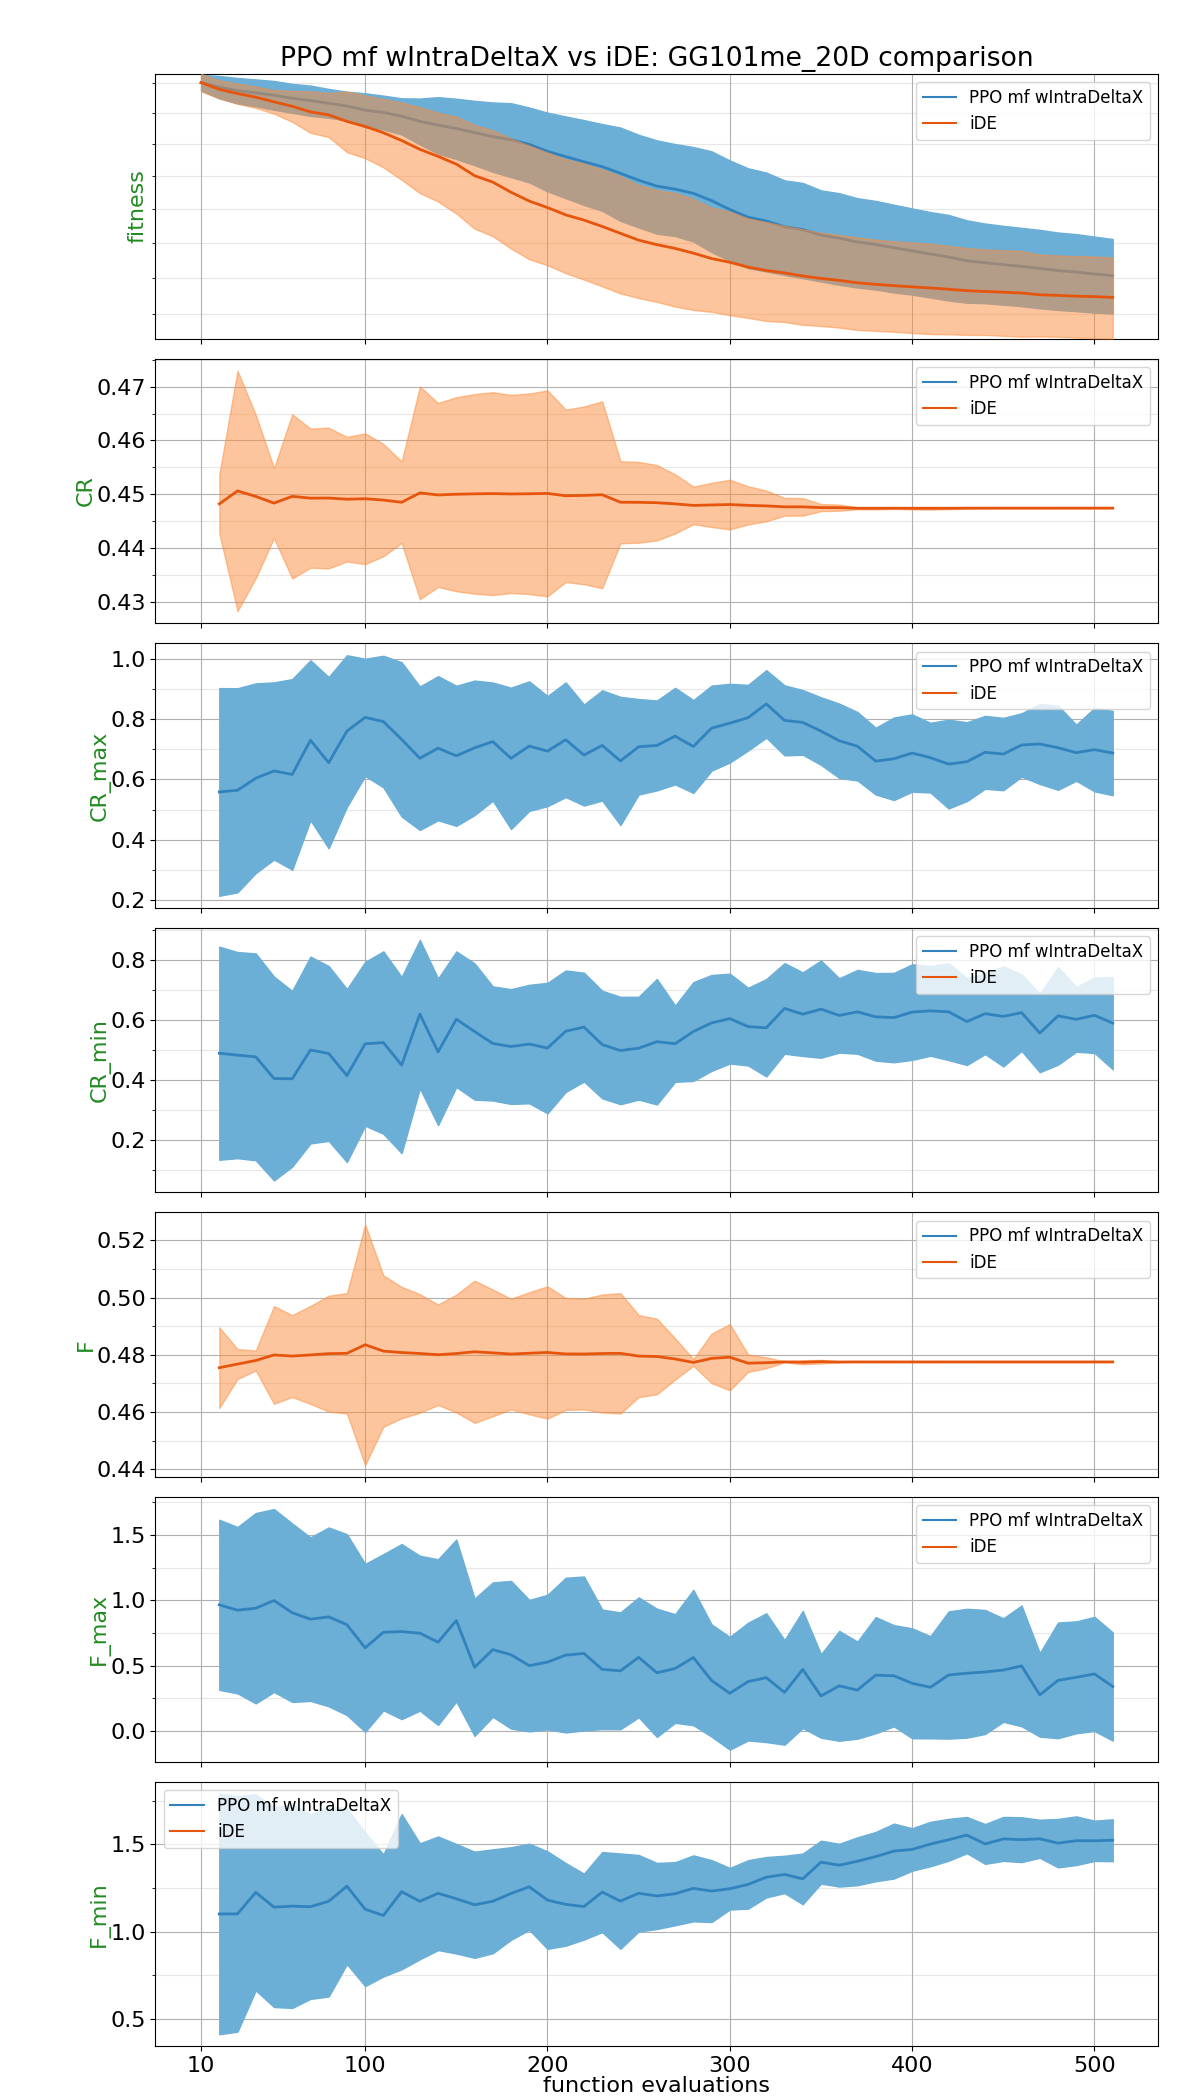 PPO mf wIntraDeltaX vs iDE: GG101me_20D comparison
fitness
PPO mf wIntraDeltaX
iDE
CR
0.47
0.46
0.45
0.44
0.43
PPO mf wIntraDeltaX
iDE
CR_max
1.0
0.8
0.6
0.4
0.2
PPO mf wIntraDeltaX
iDE
CR_min
0.8
0.6
0.4
0.2
PPO mf wIntraDeltaX
iDE
F
0.52
0.50
0.48
0.46
0.44
PPO mf wIntraDeltaX
iDE
F_max
1.5
1.0
0.5
0.0
PPO mf wIntraDeltaX
iDE
F_min
1.5
1.0
0.5
PPO mf wIntraDeltaX
iDE
10 100 200 300 400 500
function evaluations